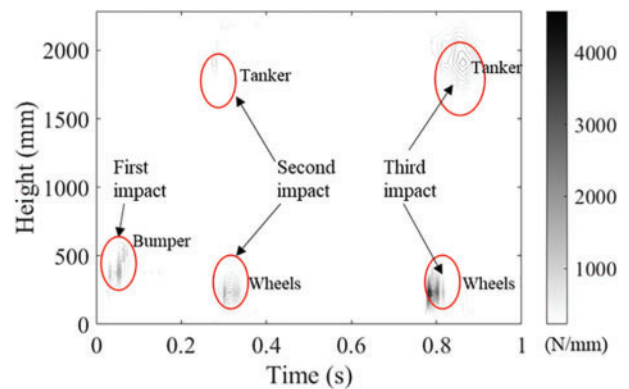 Height (mm)
2000
1500
1000
500
0
Tanker
Tanker
First
impact
Second
impact
Third
impact
Bumper
Wheels
Wheels
0
0.2
0.4
0.6
0.8
1
Time (s)
4000
3000
2000
1000
(N/mm)